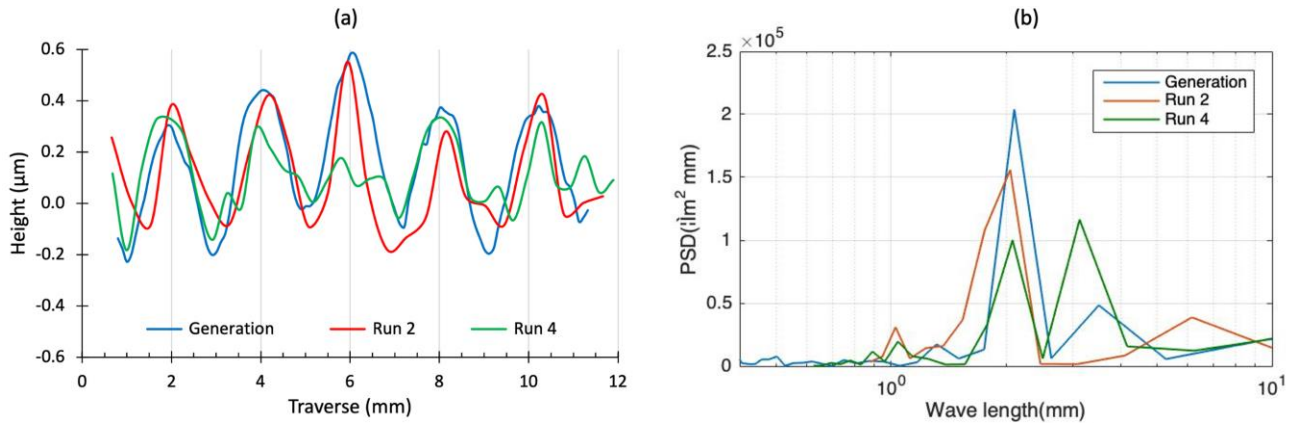 (a)
0.6
0.4
0.2
0.0
-0.2
-0.4
-0.6
Height (µm)
Generation Run 2 Run 4
0 2 4 6 8 10 12
Traverse (mm)
(b)
×10⁵
2.5
2
1.5
1
0.5
0
PSD(¡lm² mm)
Generation
Run 2
Run 4
10⁰ 10¹
Wave length(mm)